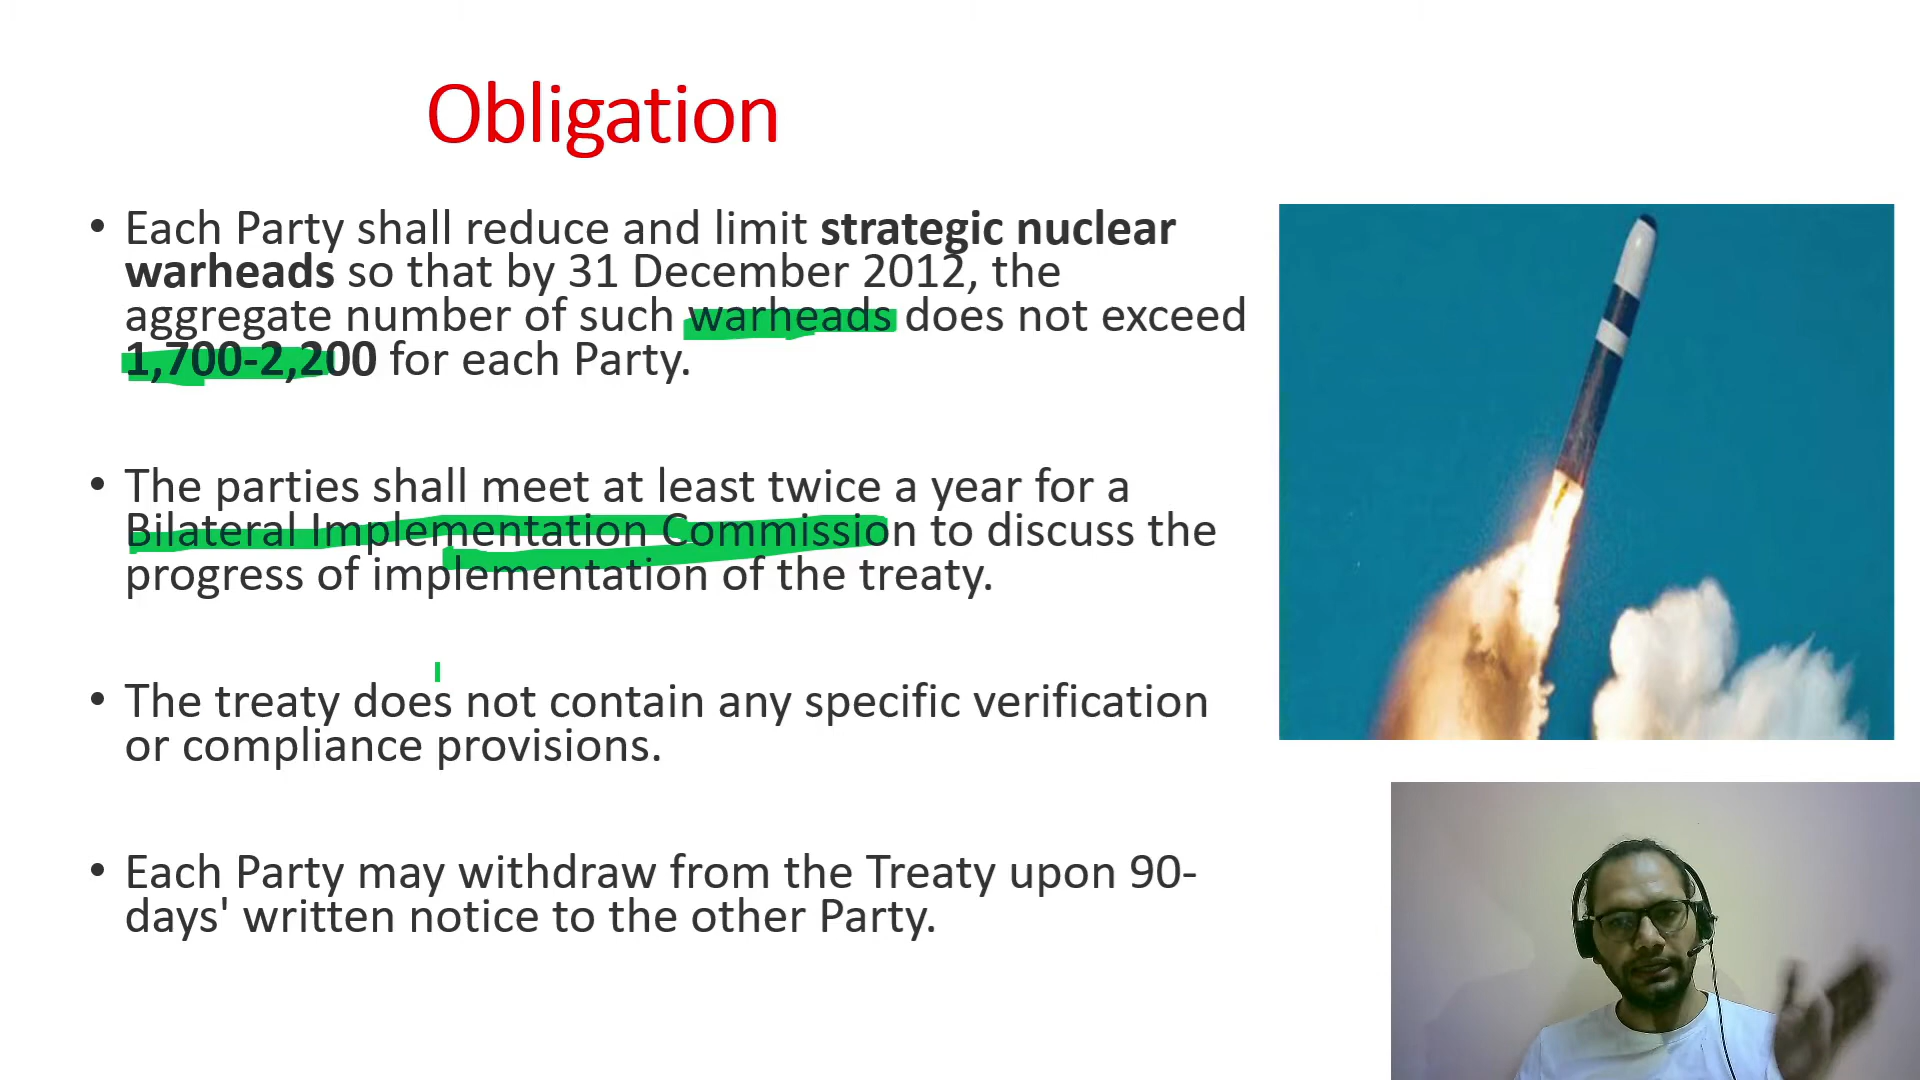 Obligation
• Each Party shall reduce and limit strategic nuclear
warheads so that by 31 December 2012, the
aggregate number of such warheads does not exceed
1,700-2,200 for each Party.
• The parties shall meet at least twice a year for a
Bilateral Implementation Commission to discuss the
progress of implementation of the treaty.
• The treaty does not contain any specific verification
or compliance provisions.
• Each Party may withdraw from the Treaty upon 90-
days' written notice to the other Party.